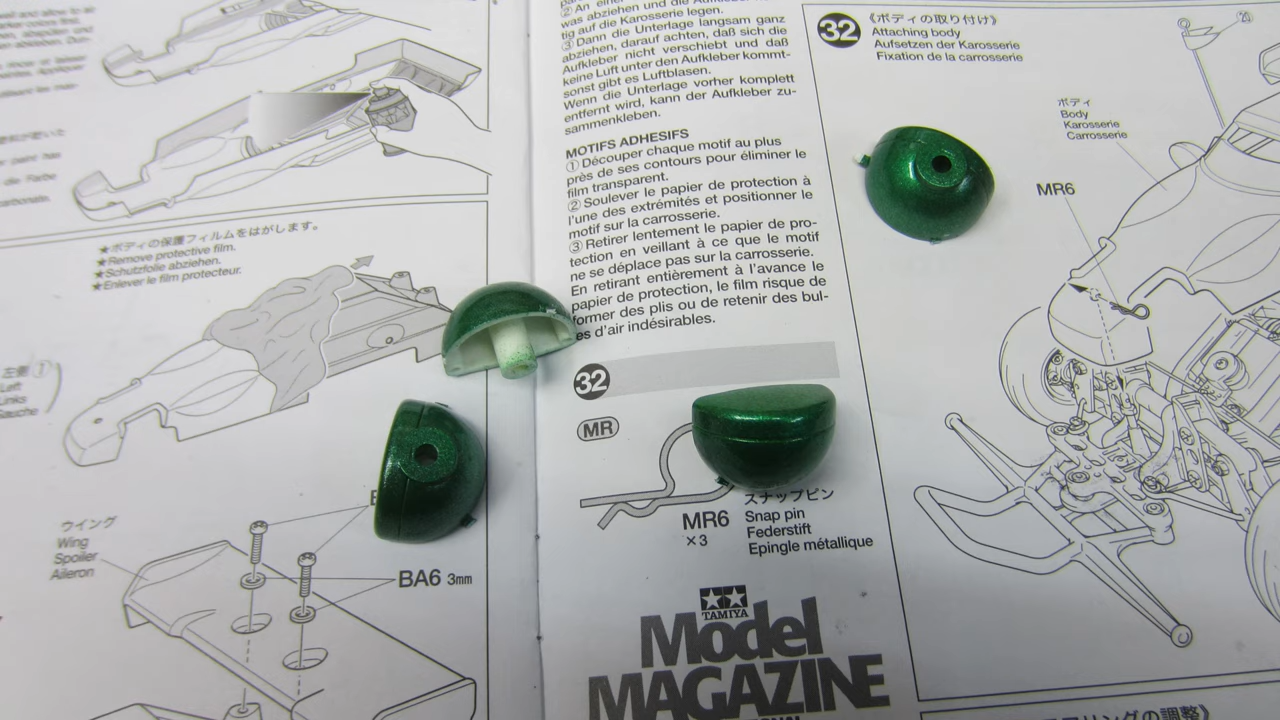 ★ボディの保護フィルムをはがします。
★Remove protective film.
★Schutzfolie abziehen.
★Enlever le film protecteur.
ウイング
Wing
Spoiler
Aileron
BA6 3mm
was abziehen und die
tig auf die Karosserie legen.
③ Dann die Unterlage langsam ganz
abziehen, darauf achten, daß sich die
Aufkleber nicht verschiebt und daß
keine Luft unter den Aufkleber kommt-
sonst gibt es Luftblasen.
Wenn die Unterlage vorher komplett
entfernt wird, kann der Aufkleber zu-
sammenkleben.
MOTIFS ADHESIFS
① Découper chaque motif au plus
près de ses contours pour éliminer le
film transparent.
② Soulever le papier de protection à
l'une des extrémités et positionner le
motif sur la carrosserie.
③ Retirer lentement le papier de pro-
tection en veillant à ce que le motif
ne se déplace pas sur la carrosserie.
En retirant entièrement à l'avance le
papier de protection, le film risque de
former des plis ou de retenir des bul-
es d'air indésirables.
32
MR
MR6
×3
スナップピン
Snap pin
Federstift
Epingle métallique
TAMIYA
Model
MAGAZINE
32
《ボディの取り付け》
Attaching body
Aufsetzen der Karosserie
Fixation de la carrosserie
ボディ
Body
Karosserie
Carrosserie
MR6
の調整》